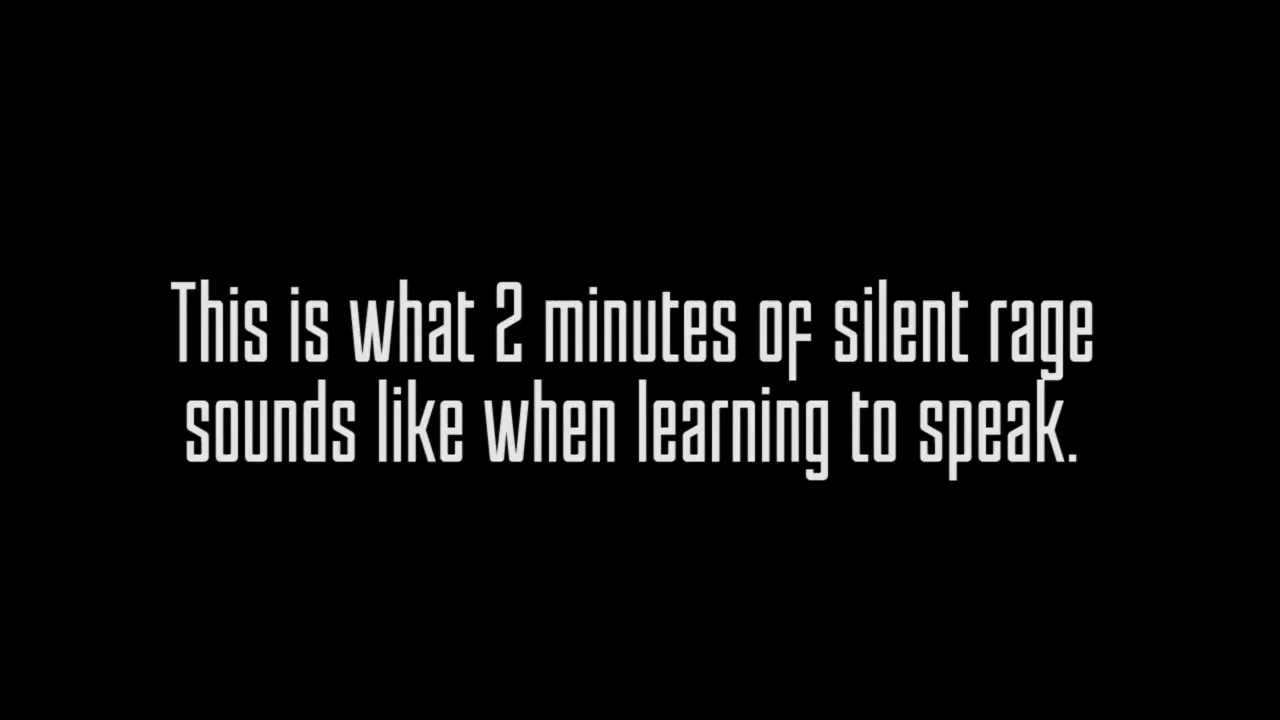 This is what 2 minutes of silent rage
sounds like when learning to speak.